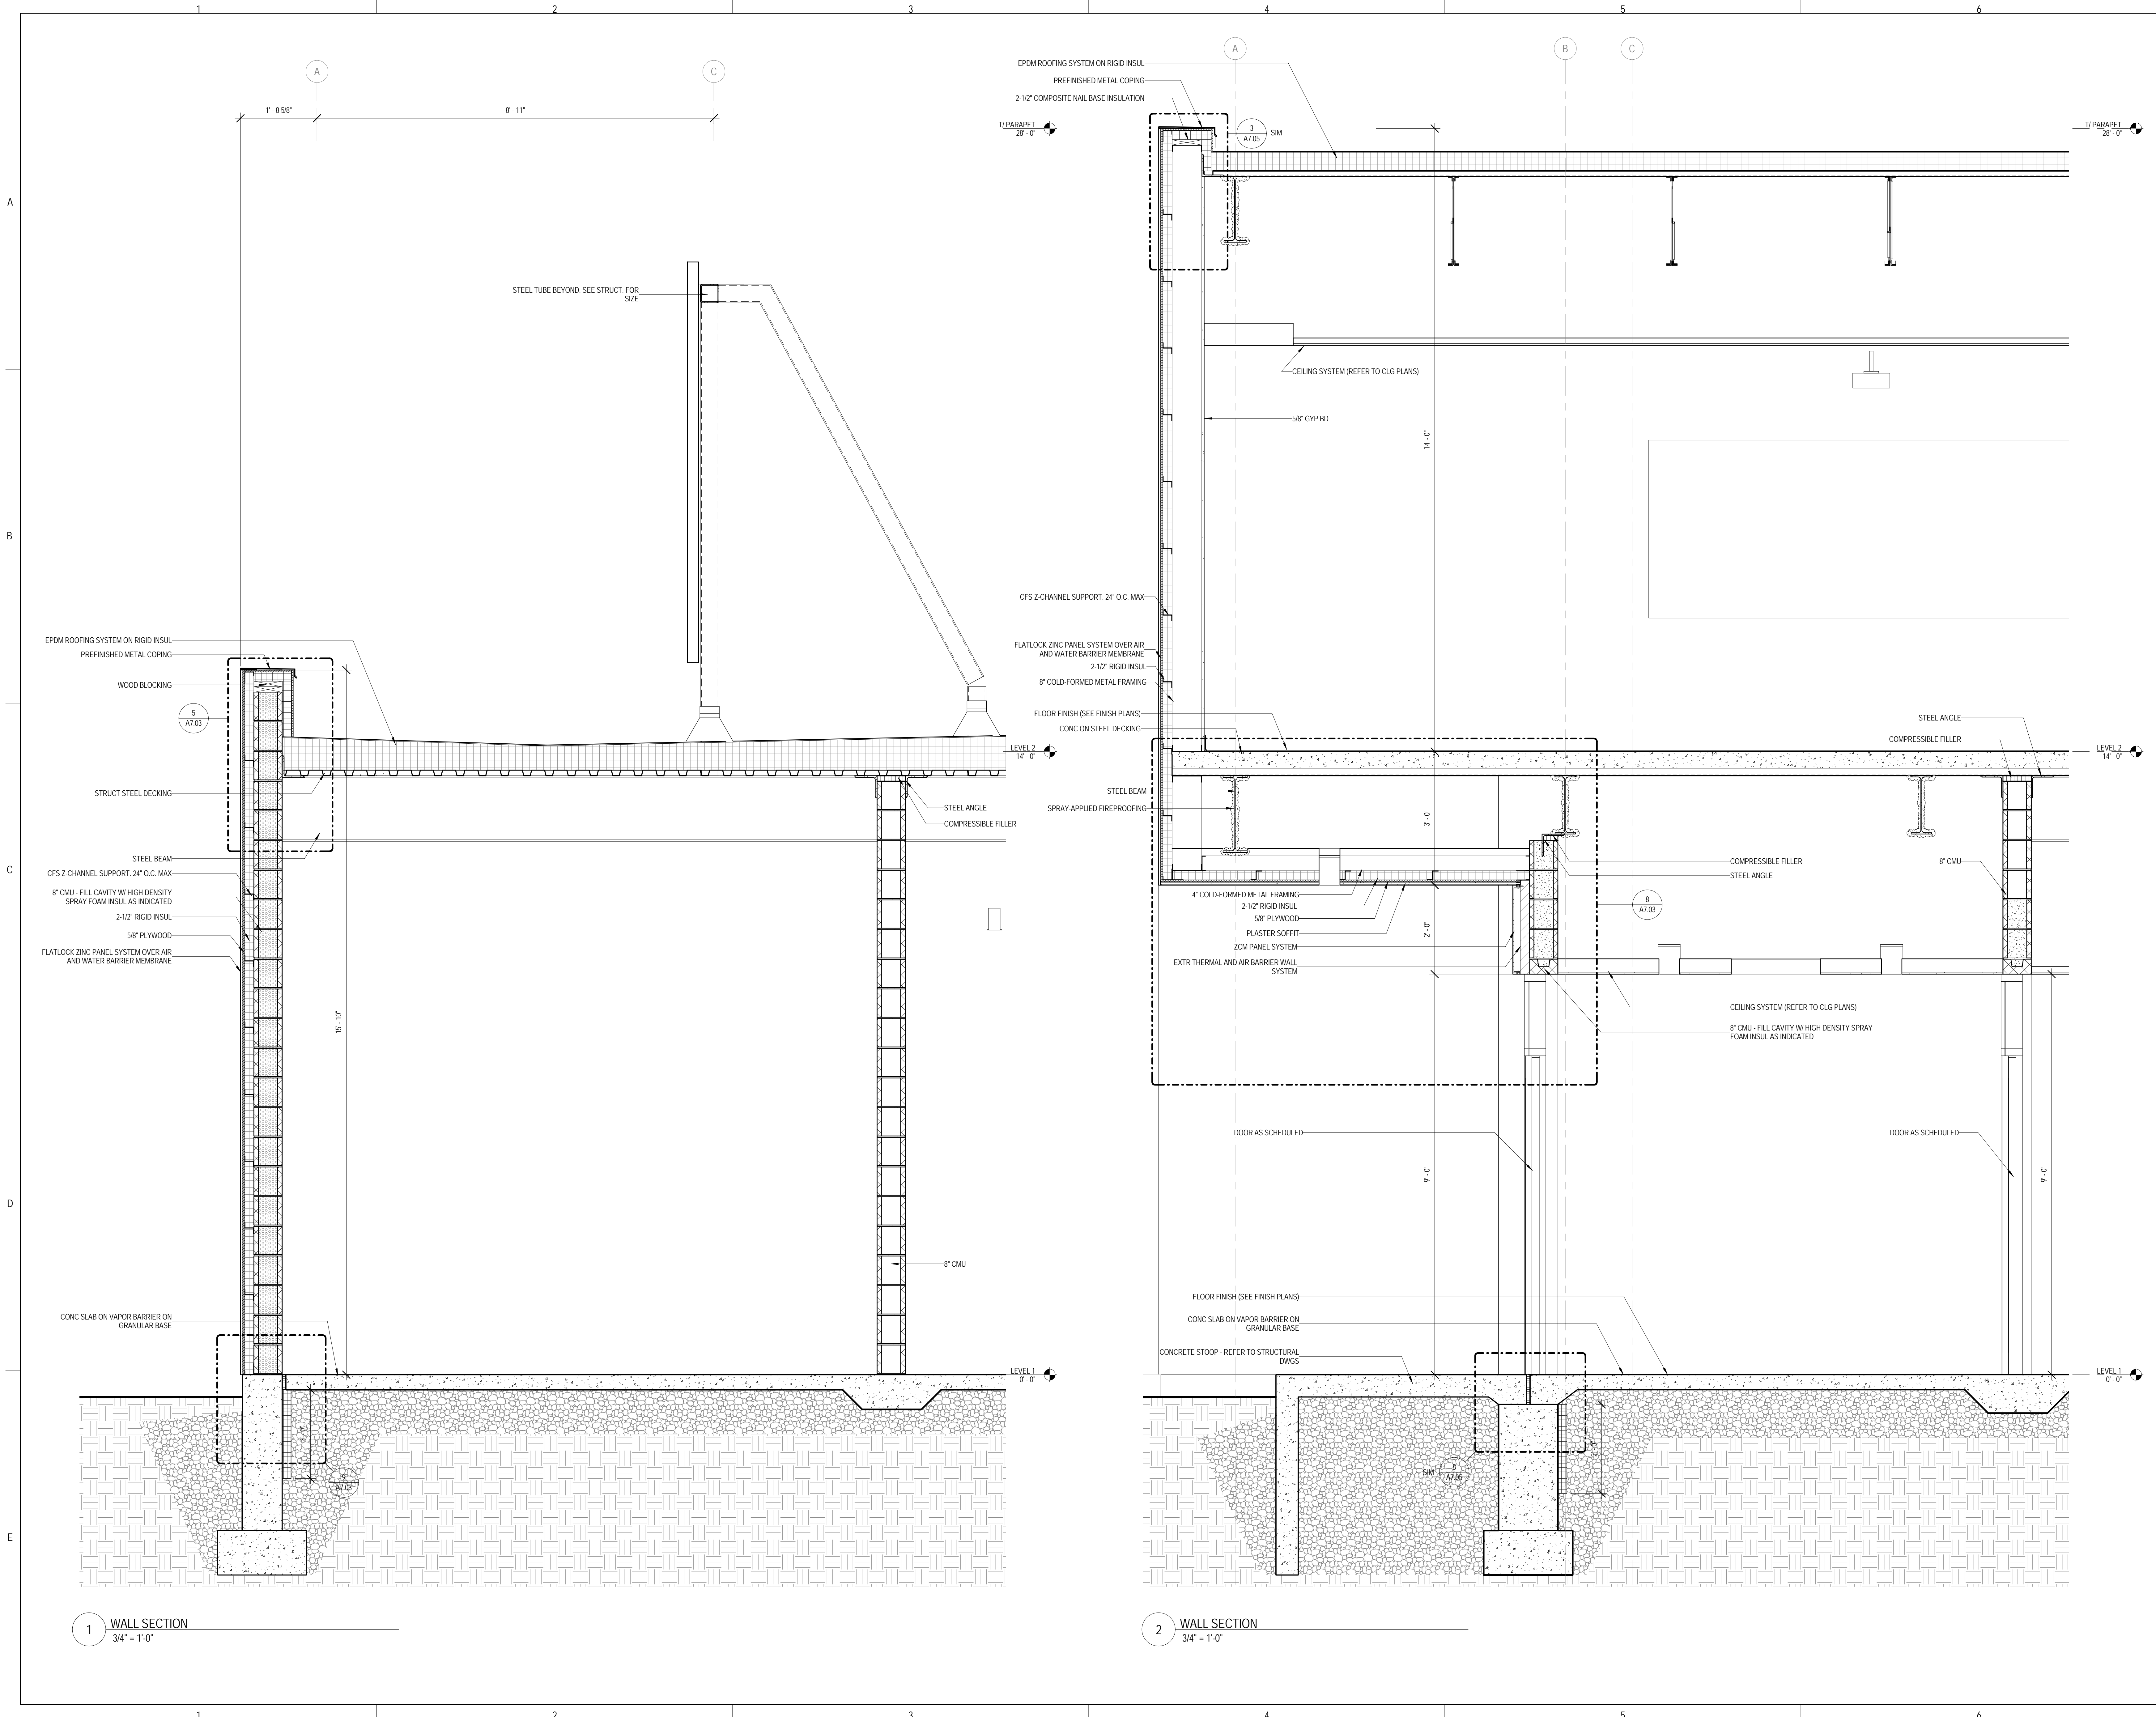 1
2
3
4
5
6
A
B
C
D
E
A
C
1' - 8 5/8"
8' - 11"
T/ PARAPET
28' - 0"
STEEL TUBE BEYOND. SEE STRUCT. FOR
SIZE
EPDM ROOFING SYSTEM ON RIGID INSUL
PREFINISHED METAL COPING
WOOD BLOCKING
5
A7.03
LEVEL 2
14' - 0"
STRUCT STEEL DECKING
STEEL ANGLE
COMPRESSIBLE FILLER
STEEL BEAM
CFS Z-CHANNEL SUPPORT. 24" O.C. MAX
8" CMU - FILL CAVITY W/ HIGH DENSITY
SPRAY FOAM INSUL AS INDICATED
2-1/2" RIGID INSUL
5/8" PLYWOOD
FLATLOCK ZINC PANEL SYSTEM OVER AIR
AND WATER BARRIER MEMBRANE
15' - 10"
8" CMU
CONC SLAB ON VAPOR BARRIER ON
GRANULAR BASE
LEVEL 1
0' - 0"
2' - 0"
9
A7.03
1
WALL SECTION
3/4" = 1'-0"
A
B
C
EPDM ROOFING SYSTEM ON RIGID INSUL
PREFINISHED METAL COPING
2-1/2" COMPOSITE NAIL BASE INSULATION
3
A7.05
SIM
T/ PARAPET
28' - 0"
CEILING SYSTEM (REFER TO CLG PLANS)
5/8" GYP BD
14' - 0"
CFS Z-CHANNEL SUPPORT. 24" O.C. MAX
FLATLOCK ZINC PANEL SYSTEM OVER AIR
AND WATER BARRIER MEMBRANE
2-1/2" RIGID INSUL
8" COLD-FORMED METAL FRAMING
FLOOR FINISH (SEE FINISH PLANS)
CONC ON STEEL DECKING
STEEL ANGLE
COMPRESSIBLE FILLER
LEVEL 2
14' - 0"
STEEL BEAM
SPRAY-APPLIED FIREPROOFING
3' - 0"
COMPRESSIBLE FILLER
STEEL ANGLE
8" CMU
4" COLD-FORMED METAL FRAMING
2-1/2" RIGID INSUL
5/8" PLYWOOD
PLASTER SOFFIT
ZCM PANEL SYSTEM
EXTR THERMAL AND AIR BARRIER WALL
SYSTEM
2' - 0"
8
A7.03
CEILING SYSTEM (REFER TO CLG PLANS)
8" CMU - FILL CAVITY W/ HIGH DENSITY SPRAY
FOAM INSUL AS INDICATED
DOOR AS SCHEDULED
DOOR AS SCHEDULED
9' - 0"
9' - 0"
FLOOR FINISH (SEE FINISH PLANS)
CONC SLAB ON VAPOR BARRIER ON
GRANULAR BASE
CONCRETE STOOP - REFER TO STRUCTURAL
DWGS
LEVEL 1
0' - 0"
SIM
8
A7.05
2
WALL SECTION
3/4" = 1'-0"
1
2
3
4
5
6